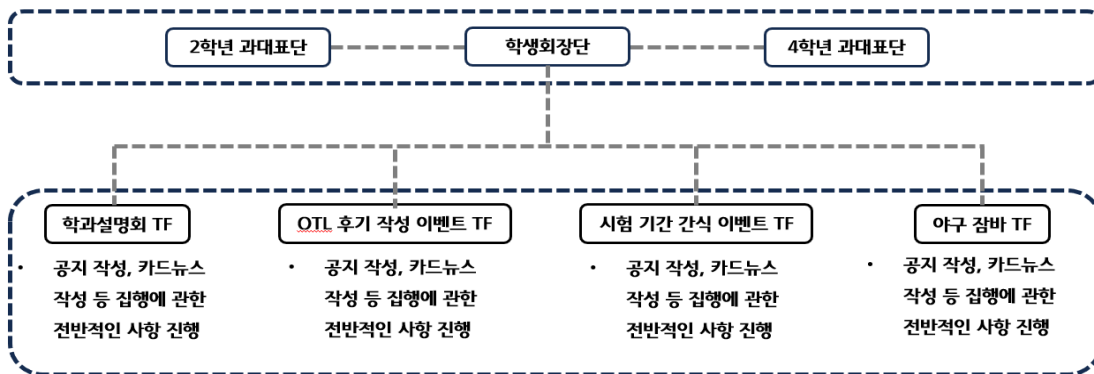 2학년 과대표단
학생회장단
4학년 과대표단
학과설명회 TF
• 공지 작성, 카드뉴스
작성 등 집행에 관한
전반적인 사항 진행
OTL 후기 작성 이벤트 TF
• 공지 작성, 카드뉴스
작성 등 집행에 관한
전반적인 사항 진행
시험 기간 간식 이벤트 TF
• 공지 작성, 카드뉴스
작성 등 집행에 관한
전반적인 사항 진행
야구 잠바 TF
• 공지 작성, 카드뉴스
작성 등 집행에 관한
전반적인 사항 진행